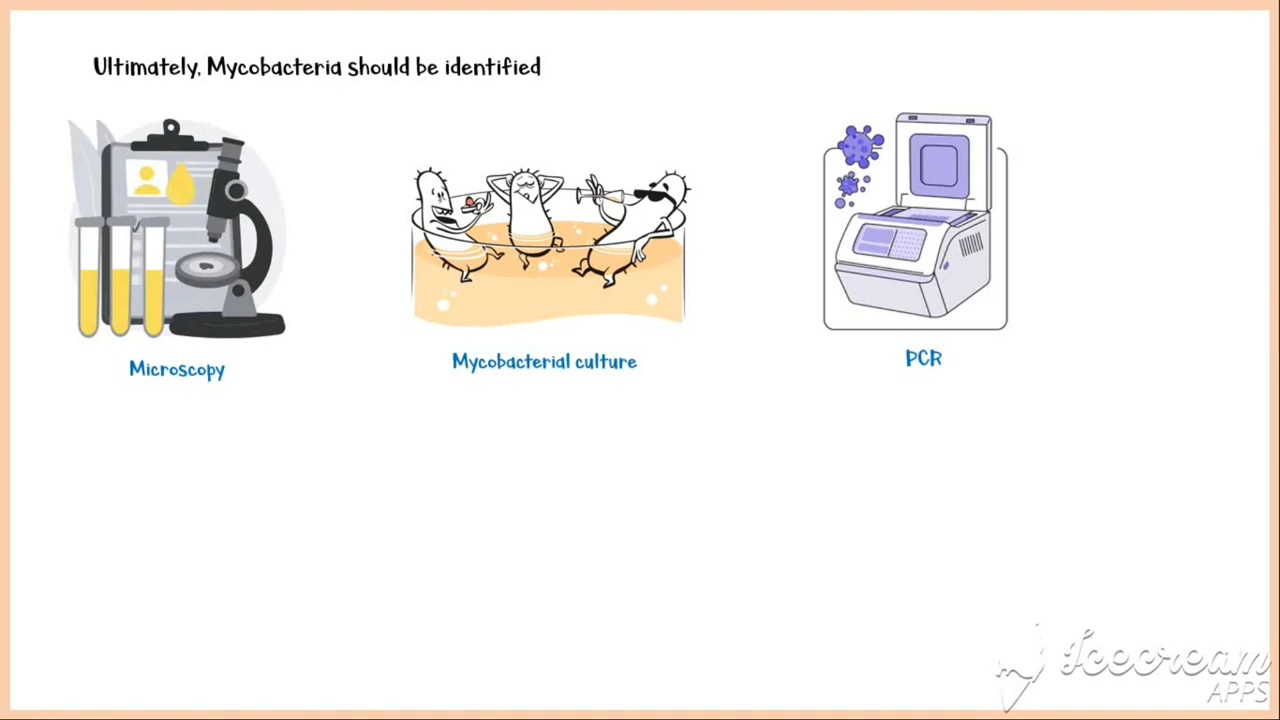 Ultimately, Mycobacteria should be identified
Microscopy
Mycobacterial culture
PCR
Icecream
APPS